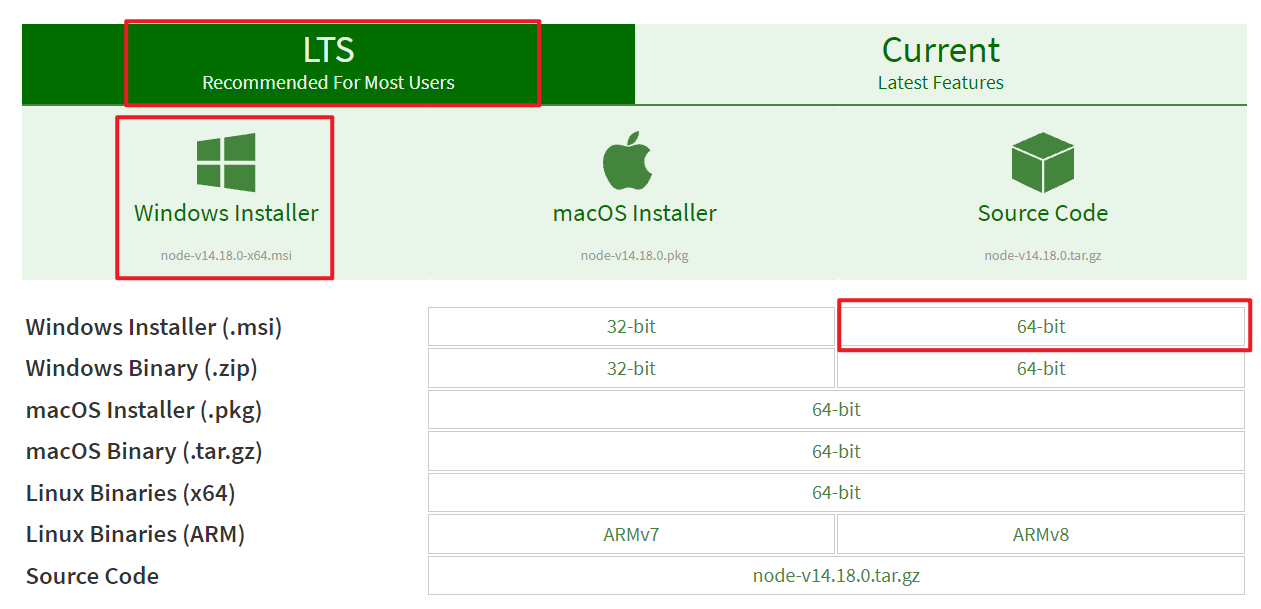 LTS
Recommended For Most Users
Current
Latest Features
Windows Installer
node-v14.18.0-x64.msi
macOS Installer
node-v14.18.0.pkg
Source Code
node-v14.18.0.tar.gz
Windows Installer (.msi) 32-bit 64-bit
Windows Binary (.zip) 32-bit 64-bit
macOS Installer (.pkg) 64-bit
macOS Binary (.tar.gz) 64-bit
Linux Binaries (x64) 64-bit
Linux Binaries (ARM) ARMv7 ARMv8
Source Code node-v14.18.0.tar.gz